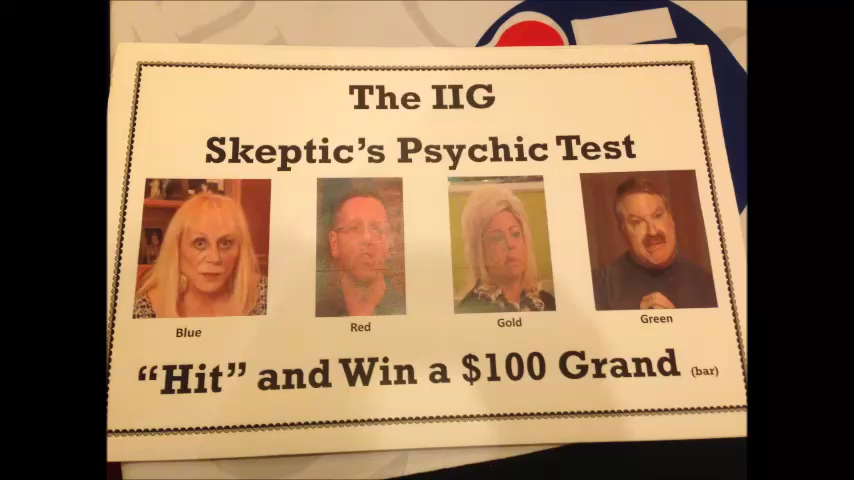 The IIG
Skeptic's Psychic Test
Blue
Red
Gold
Green
"Hit" and Win a $100 Grand (bar)